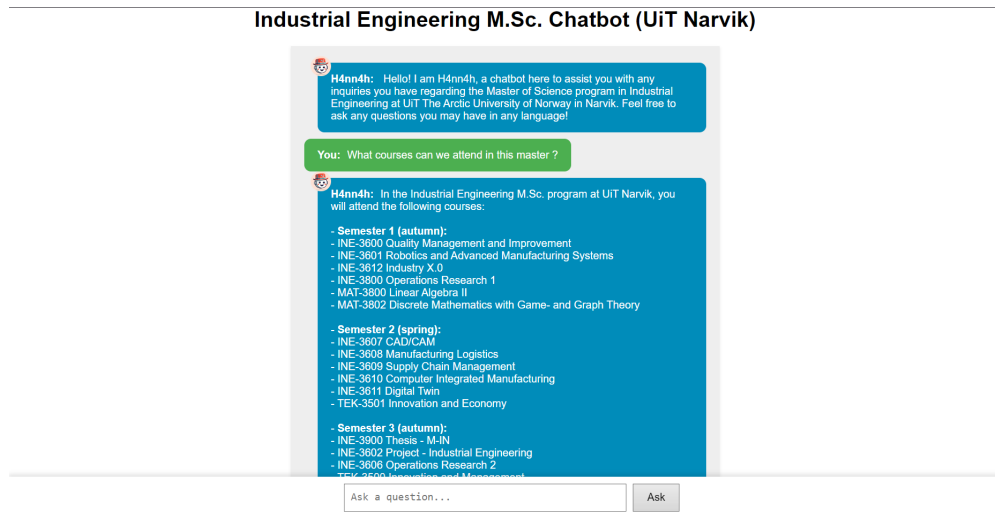 Industrial Engineering M.Sc. Chatbot (UiT Narvik)
H4nn4h: Hello! I am H4nn4h, a chatbot here to assist you with any
inquiries you have regarding the Master of Science program in Industrial
Engineering at UiT The Arctic University of Norway in Narvik. Feel free to
ask any questions you may have in any language!
You: What courses can we attend in this master ?
H4nn4h: In the Industrial Engineering M.Sc. program at UiT Narvik, you
will attend the following courses:
- Semester 1 (autumn):
- INE-3600 Quality Management and Improvement
- INE-3601 Robotics and Advanced Manufacturing Systems
- INE-3612 Industry X.0
- INE-3800 Operations Research 1
- MAT-3800 Linear Algebra II
- MAT-3802 Discrete Mathematics with Game- and Graph Theory
- Semester 2 (spring):
- INE-3607 CAD/CAM
- INE-3608 Manufacturing Logistics
- INE-3609 Supply Chain Management
- INE-3610 Computer Integrated Manufacturing
- INE-3611 Digital Twin
- TEK-3501 Innovation and Economy
- Semester 3 (autumn):
- INE-3900 Thesis - M-IN
- INE-3602 Project - Industrial Engineering
- INE-3606 Operations Research 2
- TEK-3500 Innovation and Management
Ask a question...
Ask